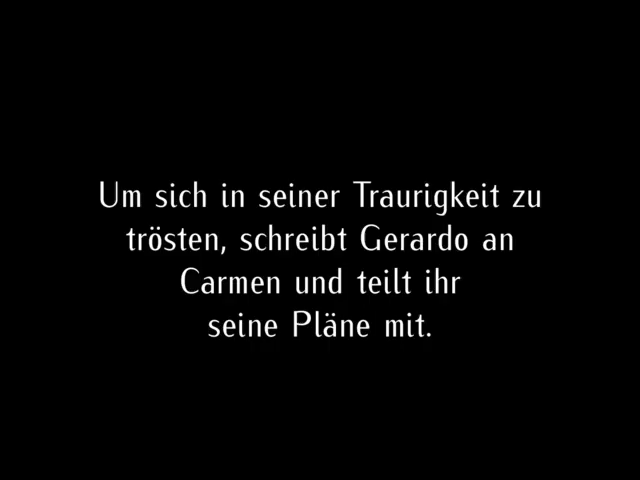 Um sich in seiner Traurigkeit zu
trösten, schreibt Gerardo an
Carmen und teilt ihr
seine Pläne mit.